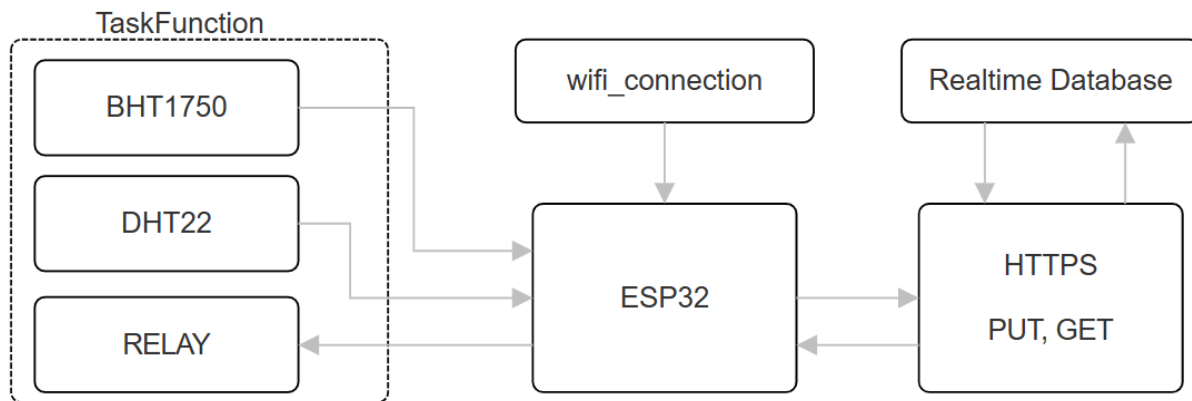 TaskFunction
BHT1750
DHT22
RELAY
wifi_connection
ESP32
Realtime Database
HTTPS
PUT, GET